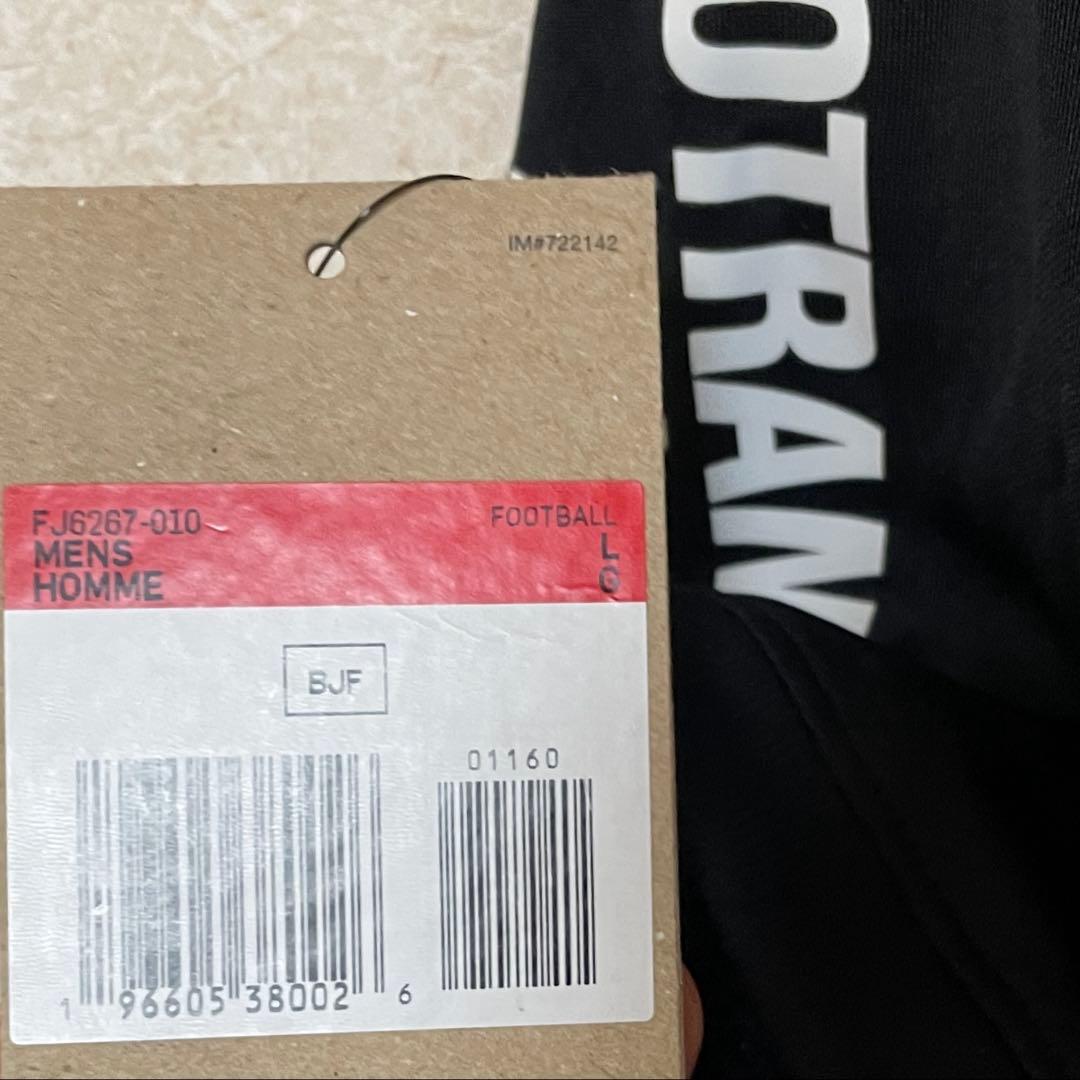 IM#722142
FJ6267-010
FOOTBALL
MENS
L
HOMME
G
BJF
01160
1 96605 38002 6
OTRAN